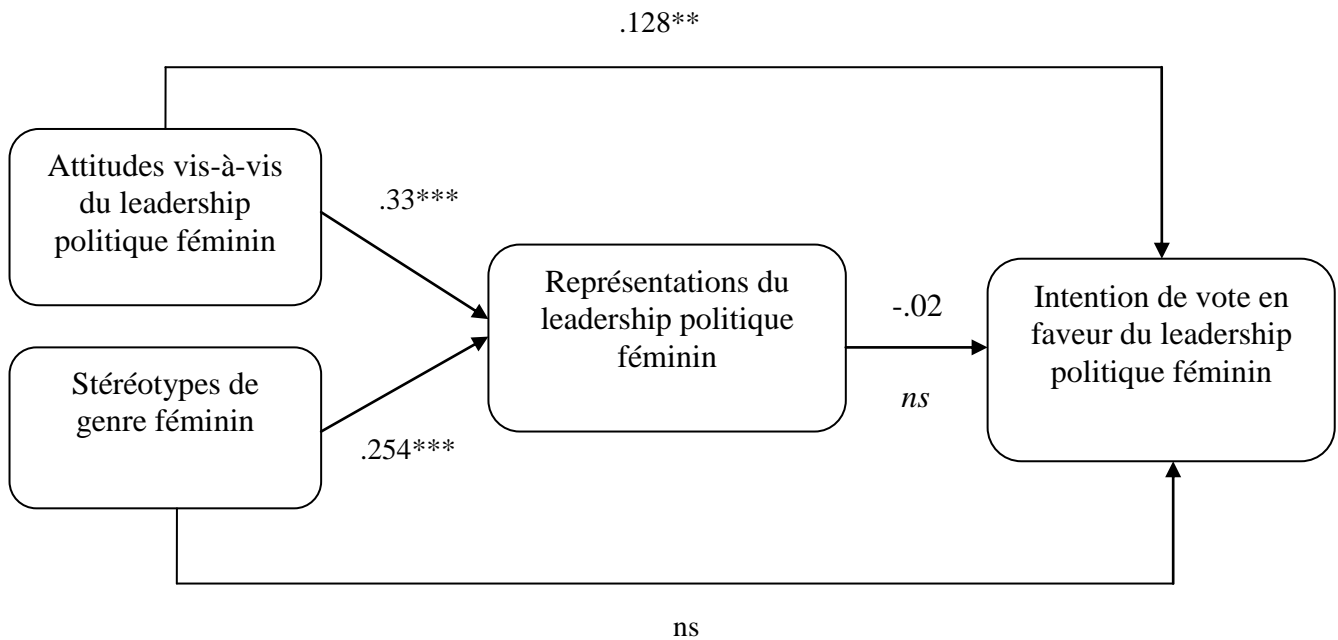 .128**
Attitudes vis-à-vis
du leadership
politique féminin
.33***
Représentations du
leadership politique
féminin
-.02
ns
Intention de vote en
faveur du leadership
politique féminin
Stéréotypes de
genre féminin
.254***
ns